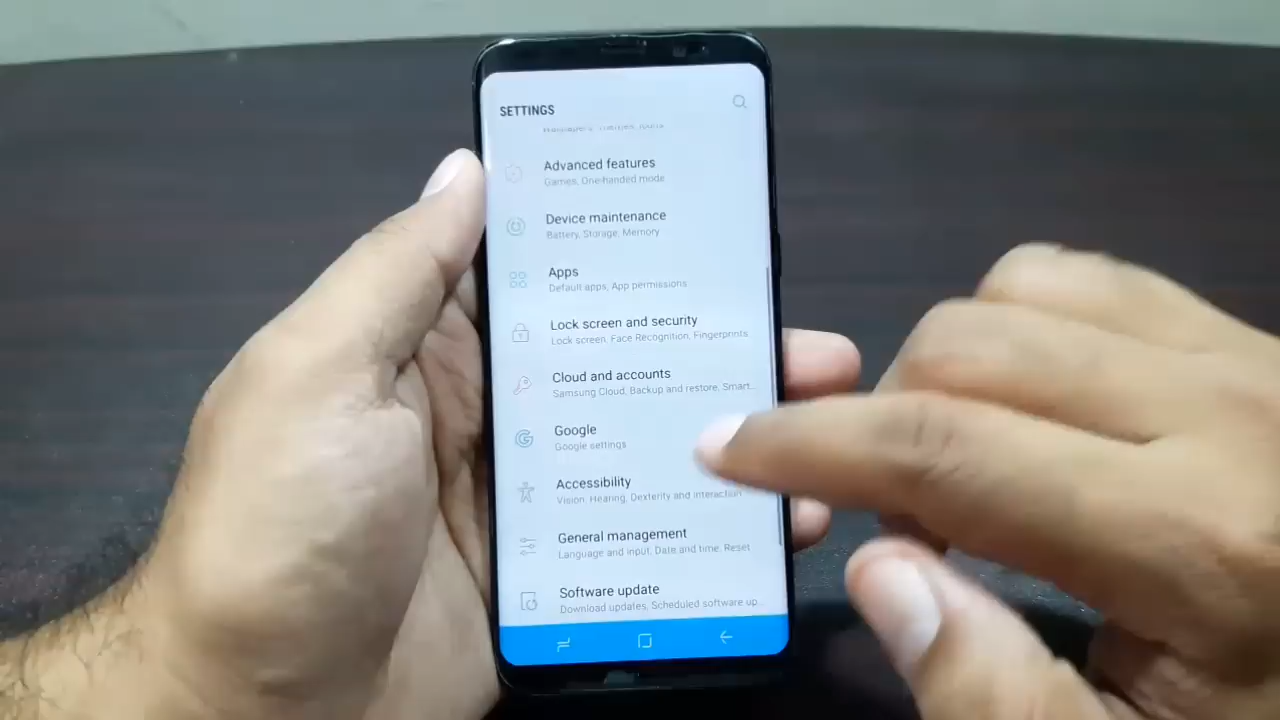 SETTINGS
Advanced features
Games, One-handed mode
Device maintenance
Battery, Storage, Memory
Apps
Default apps, App permissions
Lock screen and security
Lock screen, Face Recognition, Fingerprints
Cloud and accounts
Samsung Cloud, Backup and restore, Smart...
Google
Google settings
Accessibility
Vision, Hearing, Dexterity and interaction
General management
Language and input, Date and time, Reset
Software update
Download updates, Scheduled software up...